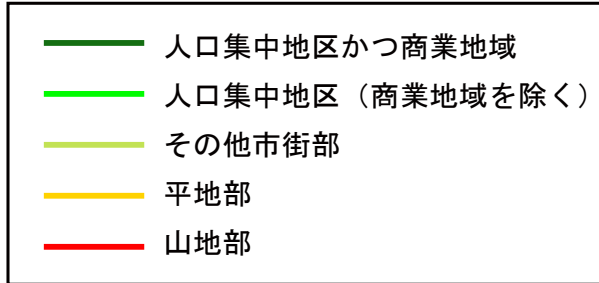 人口集中地区かつ商業地域
人口集中地区（商業地域を除く）
その他市街部
平地部
山地部